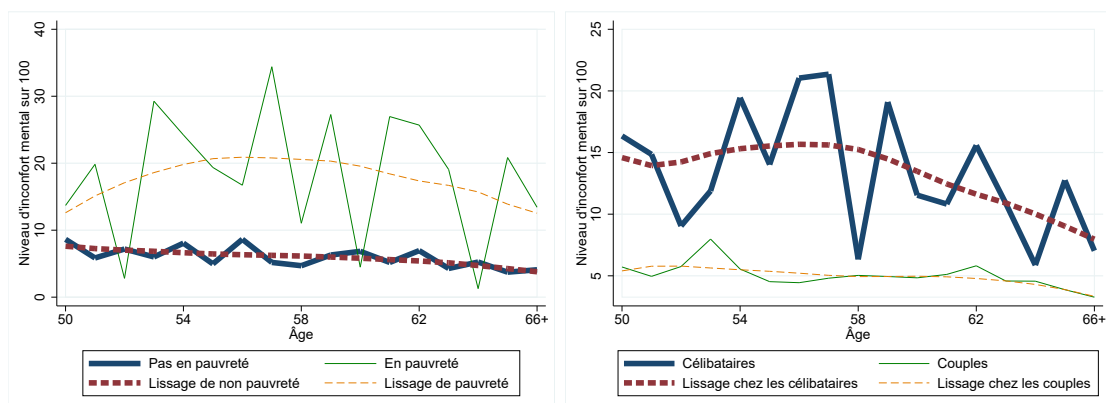 40
30
20
10
0
Niveau d'inconfort mental sur 100
50
54
58
62
66+
Âge
Pas en pauvreté
En pauvreté
Lissage de non pauvreté
Lissage de pauvreté
25
20
15
10
5
Niveau d'inconfort mental sur 100
50
54
58
62
66+
Âge
Célibataires
Couples
Lissage chez les célibataires
Lissage chez les couples